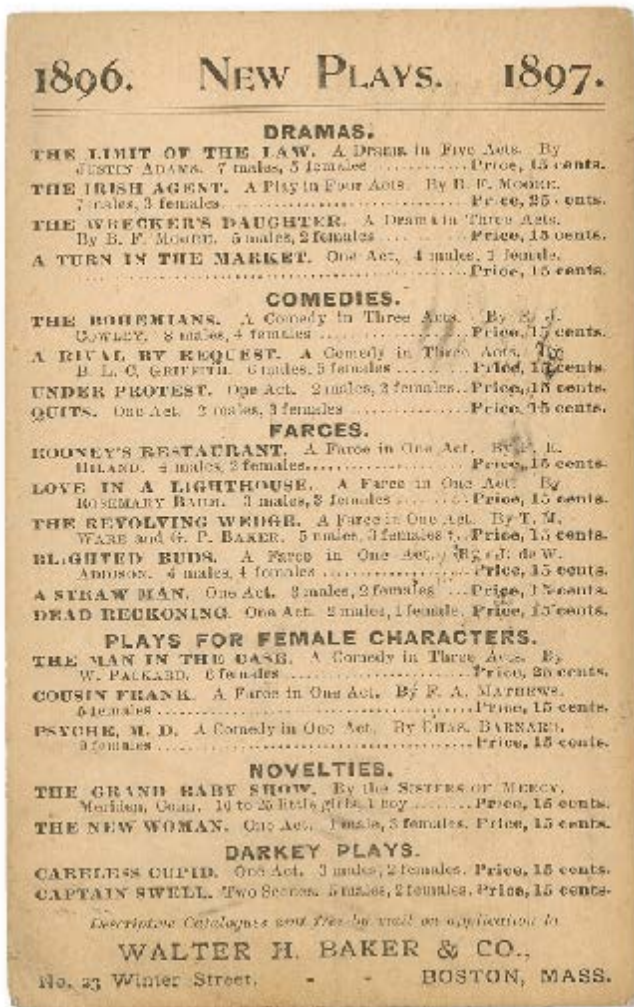 1896. NEW PLAYS. 1897.
DRAMAS.
THE LIMIT OF THE LAW. A Drama in Five Acts. By
JUSTIN ADAMS. 7 males, 5 females ............ Price, 15 cents.
THE IRISH AGENT. A Play in Four Acts. By B. F. MOORE.
7 males, 3 females ............ Price, 25 cents.
THE WRECKER'S DAUGHTER. A Drama in Three Acts.
By B. F. MOORE. 5 males, 2 females ............ Price, 15 cents.
A TURN IN THE MARKET. One Act, 4 males, 1 female.
............ Price, 15 cents.
COMEDIES.
THE BOHEMIANS. A Comedy in Three Acts. By E. J.
COWLEY. 8 males, 4 females ............ Price, 15 cents.
A RIVAL BY REQUEST. A Comedy in Three Acts. By
B. L. C. GRIFFITH. 6 males, 5 females ............ Price, 15 cents.
UNDER PROTEST. One Act. 2 males, 3 females.. Price, 15 cents.
QUITS. One Act. 2 males, 3 females ............ Price, 15 cents.
FARCES.
ROONEY'S RESTAURANT. A Farce in One Act. By
HILAND. 4 males, 2 females............ Price, 15 cents.
LOVE IN A LIGHTHOUSE. A Farce in One Act. By
ROSEMARY BAUM. 3 males, 3 females ............ Price, 15 cents.
THE REVOLVING WEDGE. A Farce in One Act. By T. M.
WARE and G. P. BAKER. 5 males, 3 females .. Price, 15 cents.
BLIGHTED BUDS. A Farce in One Act. By J. de W.
ADDISON. 4 males, 4 females ............ Price, 15 cents.
A STRAW MAN. One Act. 3 males, 2 females .... Price, 15 cents.
DEAD RECKONING. One Act. 2 males, 1 female. Price, 15 cents.
PLAYS FOR FEMALE CHARACTERS.
THE MAN IN THE CASE. A Comedy in Three Acts. By
W. PACKARD. 6 females ............ Price, 25 cents.
COUSIN FRANK. A Farce in One Act. By F. A. MATHEWS.
5 females ............ Price, 15 cents.
PSYCHE, M. D. A Comedy in One Act. By CHAS. BARNARD.
9 females ............ Price, 15 cents.
NOVELTIES.
THE GRAND BABY SHOW. By the SISTERS OF MERCY,
Meriden, Conn. 10 to 25 little girls, 1 boy ........ Price, 15 cents.
THE NEW WOMAN. One Act. 1 male, 3 females. Price, 15 cents.
DARKEY PLAYS.
CARELESS CUPID. One Act. 3 males, 2 females. Price, 15 cents.
CAPTAIN SWELL. Two Scenes. 5 males, 2 females. Price, 15 cents.
Descriptive Catalogues sent free by mail on application to
WALTER H. BAKER & CO.,
No. 23 Winter Street, - - BOSTON, MASS.